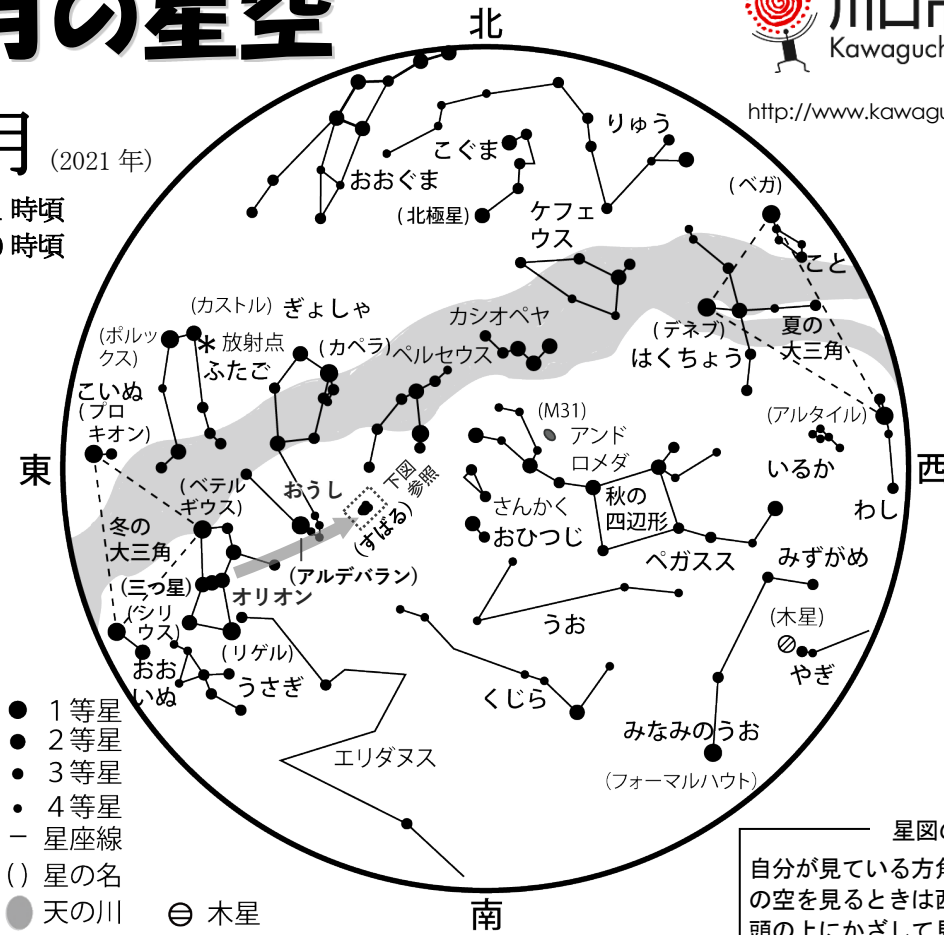 月の星空
北
川口市
Kawaguch
http://www.kawagu
月
(2021 年)
時頃
時頃
りゅう
こぐま
おおぐま
(北極星)
ケフェ
ウス
(ベガ)
こと
(カストル)
ぎょしゃ
カシオペヤ
(デネブ)
夏の
大三角
はくちょう
(ポルッ
クス)
放射点
ふたご
(カペラ)
ペルセウス
こいぬ
(プロ
キオン)
(M31)
アンド
ロメダ
(アルタイル)
いるか
わし
東
西
(ベテル
ギウス)
おうし
下図
参照
(すばる)
さんかく
おひつじ
秋の
四辺形
ペガスス
みずがめ
冬の
大三角
(三つ星)
(アルデバラン)
オリオン
(シリ
ウス)
(リゲル)
うお
(木星)
やぎ
おお
いぬ
うさぎ
くじら
みなみのうお
(フォーマルハウト)
エリダヌス
1等星
2等星
3等星
4等星
星座線
()星の名
天の川
木星
南
星図の
自分が見ている方角
の空を見るときは西
頭の上にかざして見